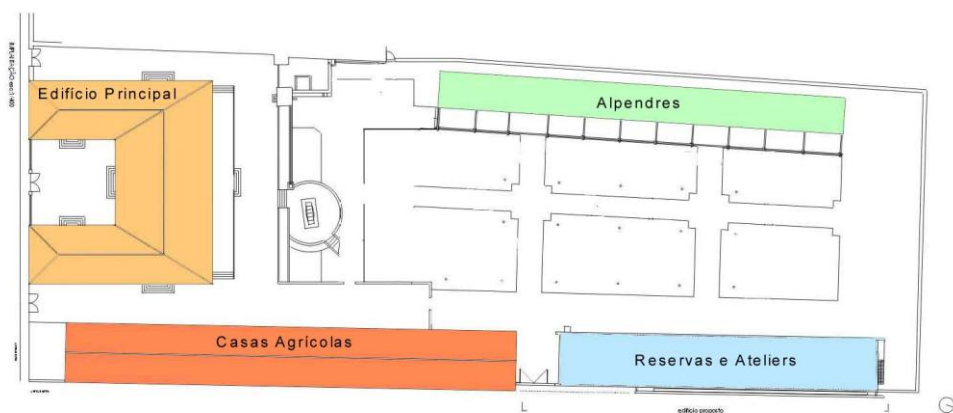 Edifício Principal
Alpendres
Casas Agrícolas
Reservas e Ateliers
edifício proposto